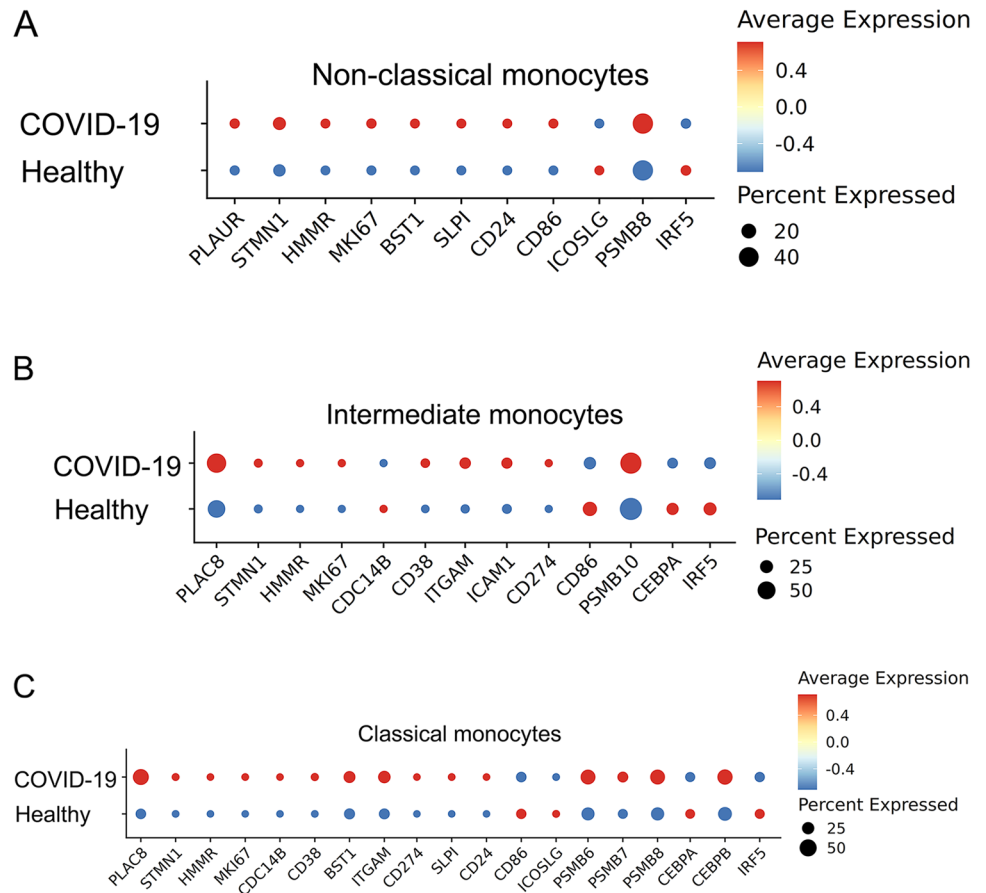 A
Non-classical monocytes
COVID-19
Healthy
PLAUR STMN1 HMMR MKI67 BST1 SLPI CD24 CD86 ICOSLG PSMB8 IRF5
Average Expression
0.4
0.0
-0.4
Percent Expressed
20
40
B
Intermediate monocytes
COVID-19
Healthy
PLAC8 STMN1 HMMR MKI67 CDC14B CD38 ITGAM ICAM1 CD274 CD86 PSMB10 CEBPA IRF5
Average Expression
0.4
0.0
-0.4
Percent Expressed
25
50
C
Classical monocytes
COVID-19
Healthy
PLAC8 STMN1 HMMR MKI67 CDC14B CD38 BST1 ITGAM CD274 SLPI CD24 CD86 ICOSLG PSMB6 PSMB7 PSMB8 CEBPA CEBPB IRF5
Average Expression
0.4
0.0
-0.4
Percent Expressed
25
50